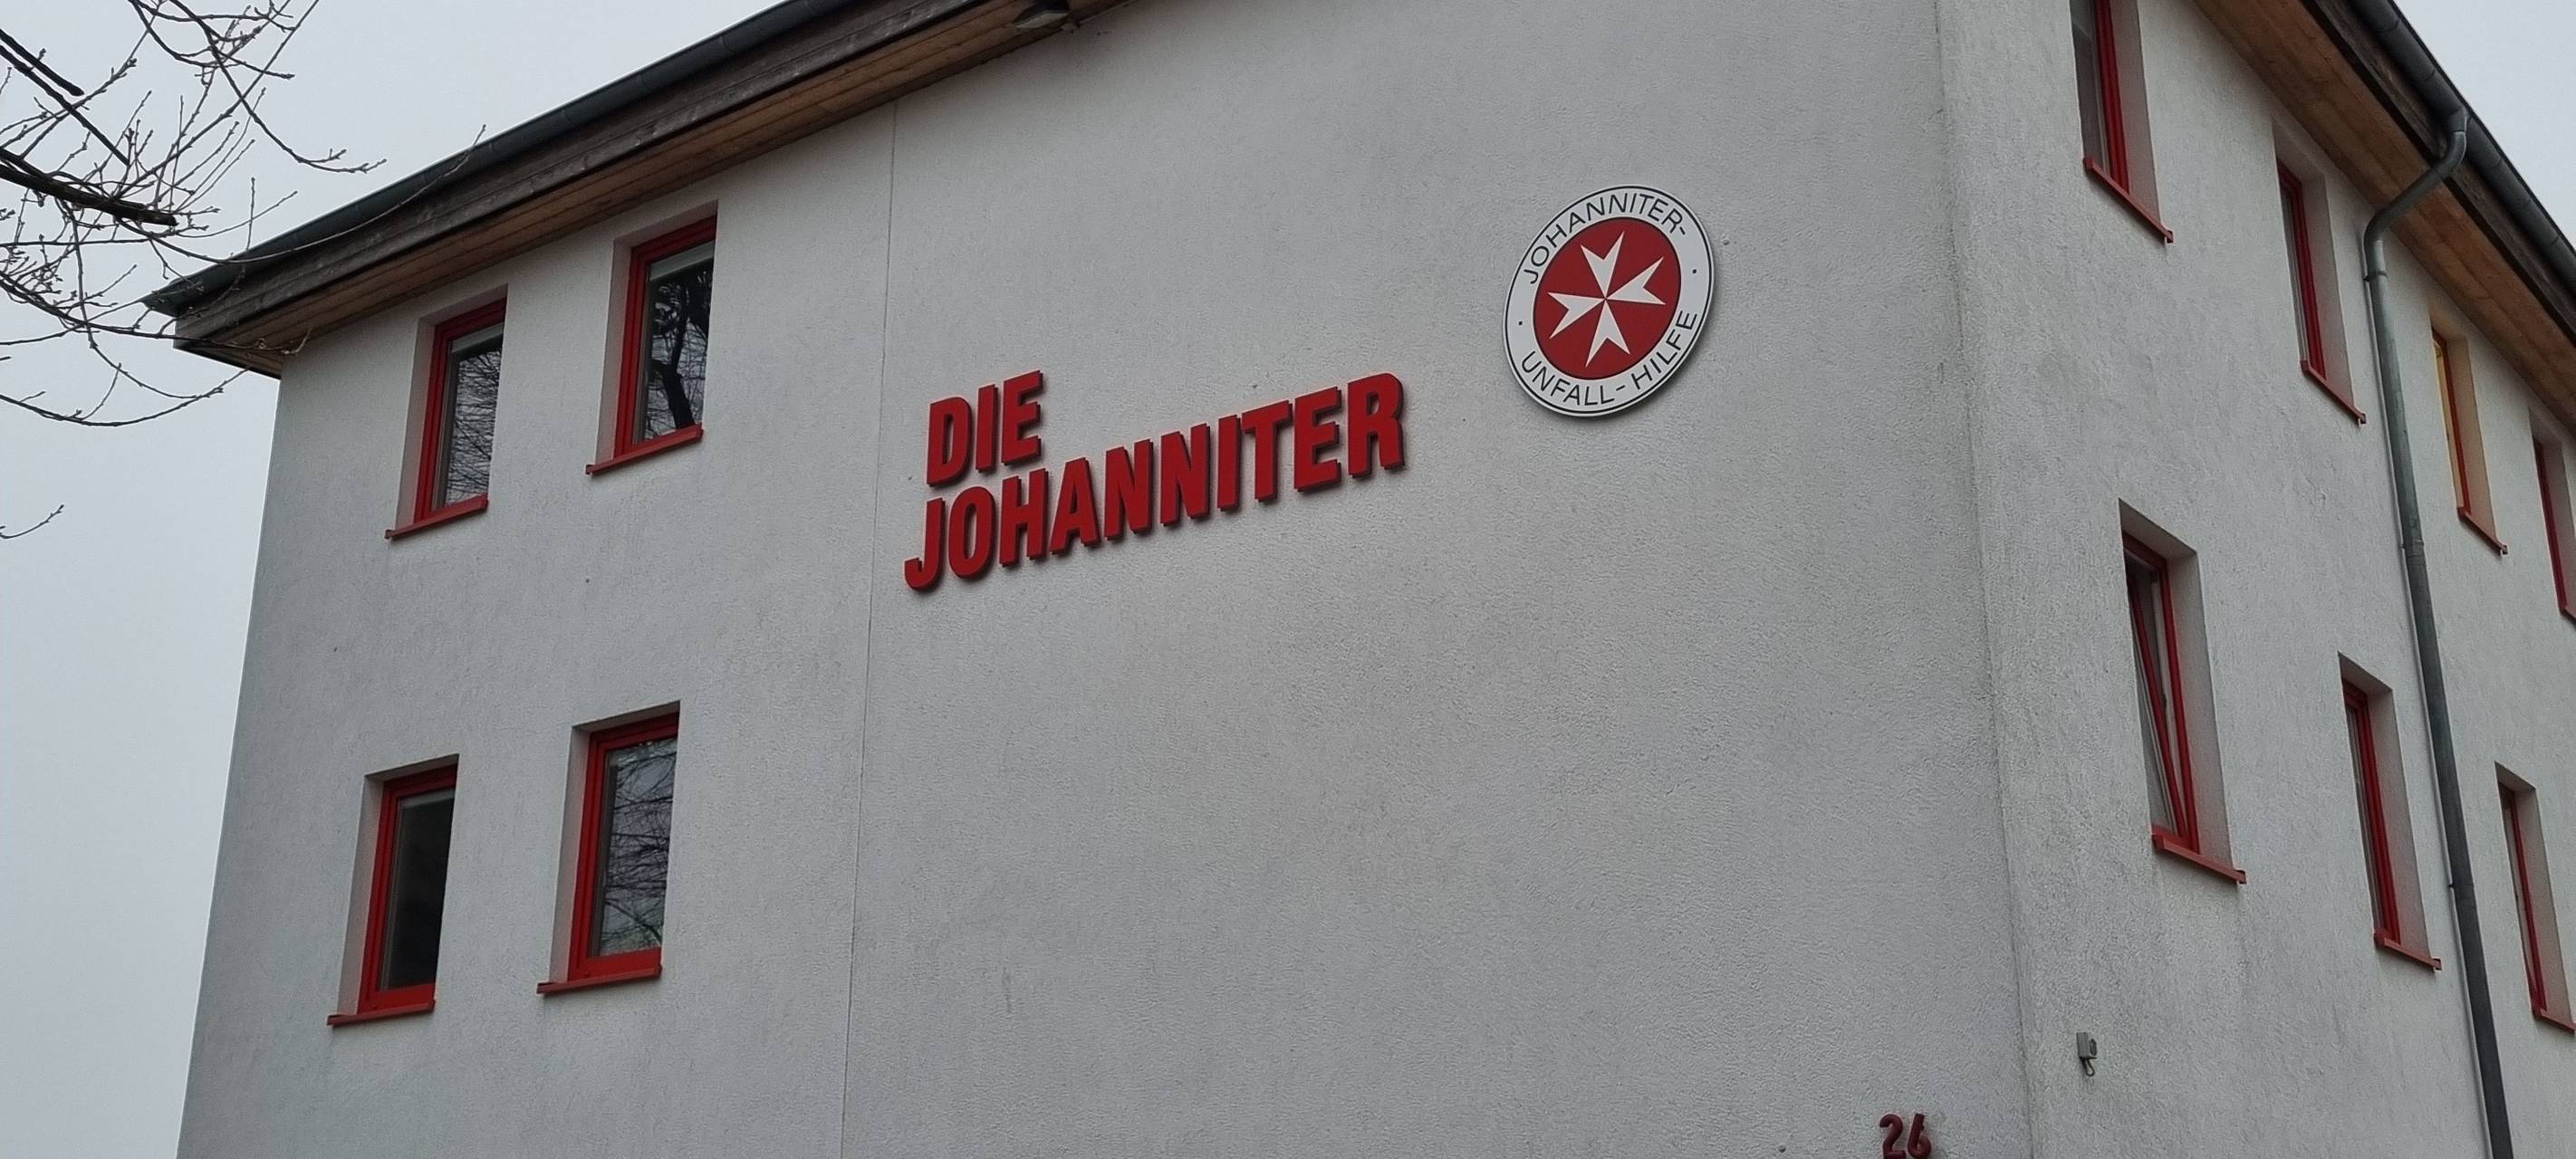 DIE
JOHANNITER
JOHANNITER-
UNFALL-HILFE
26